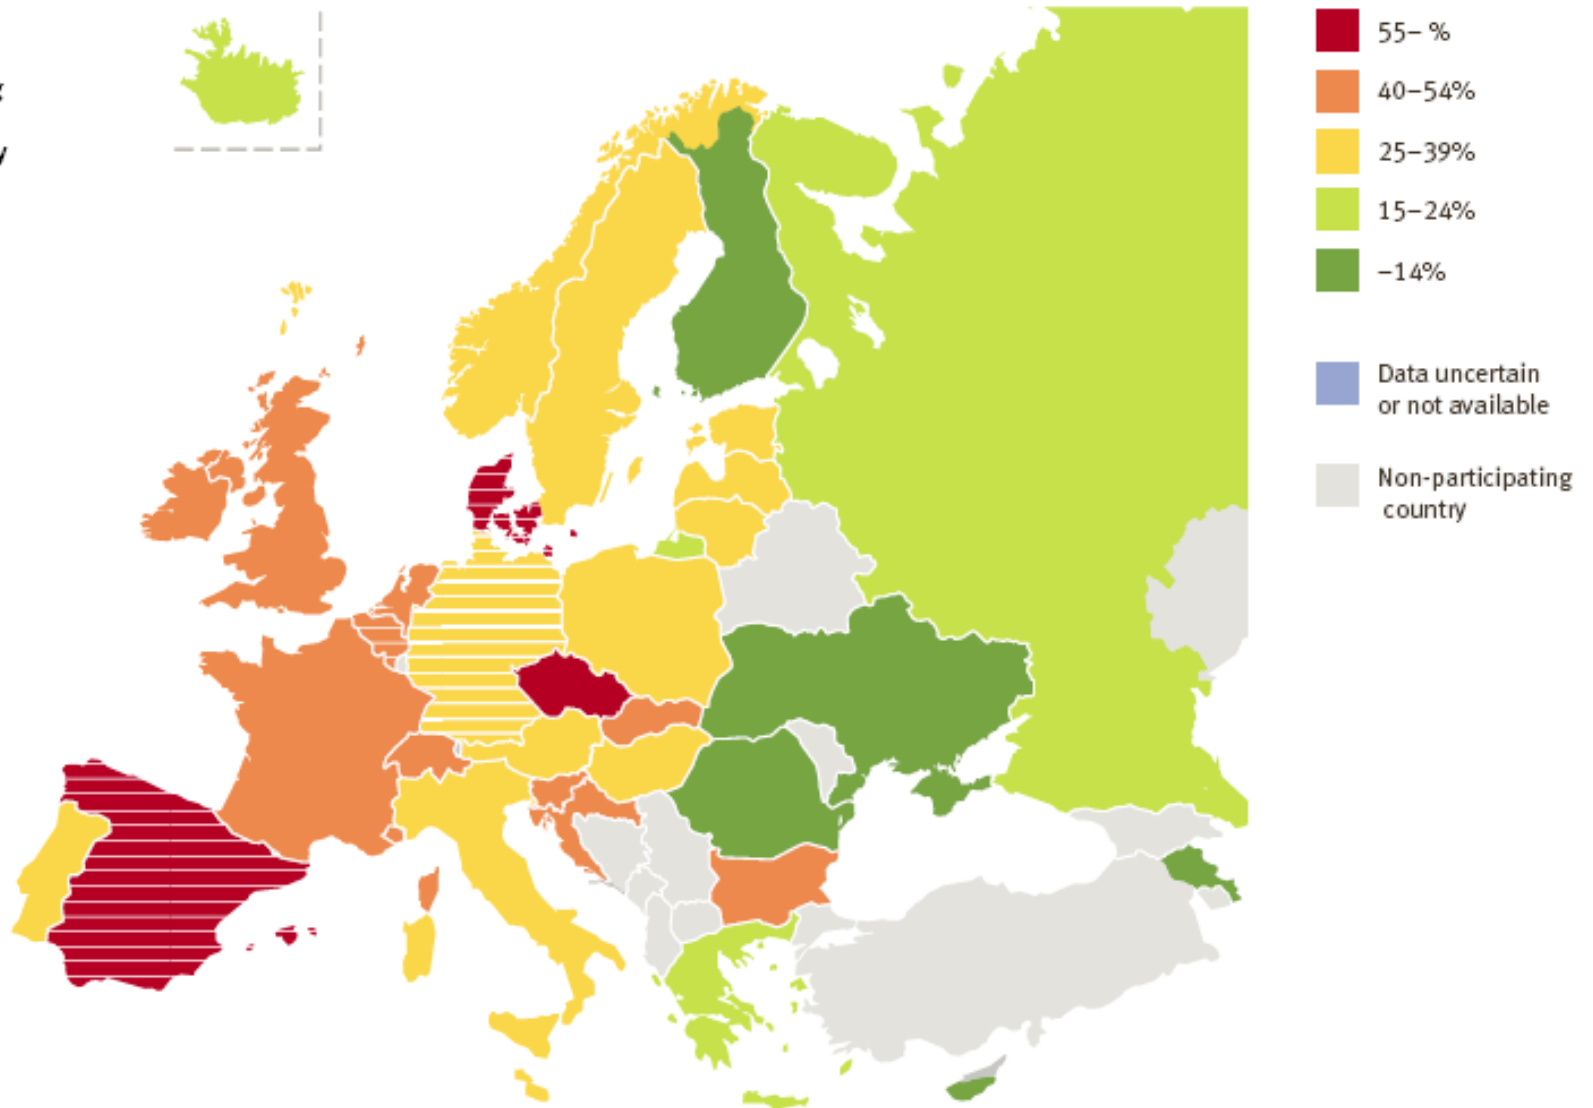 55– %
40–54%
25–39%
15–24%
–14%
Data uncertain
or not available
Non-participating
country